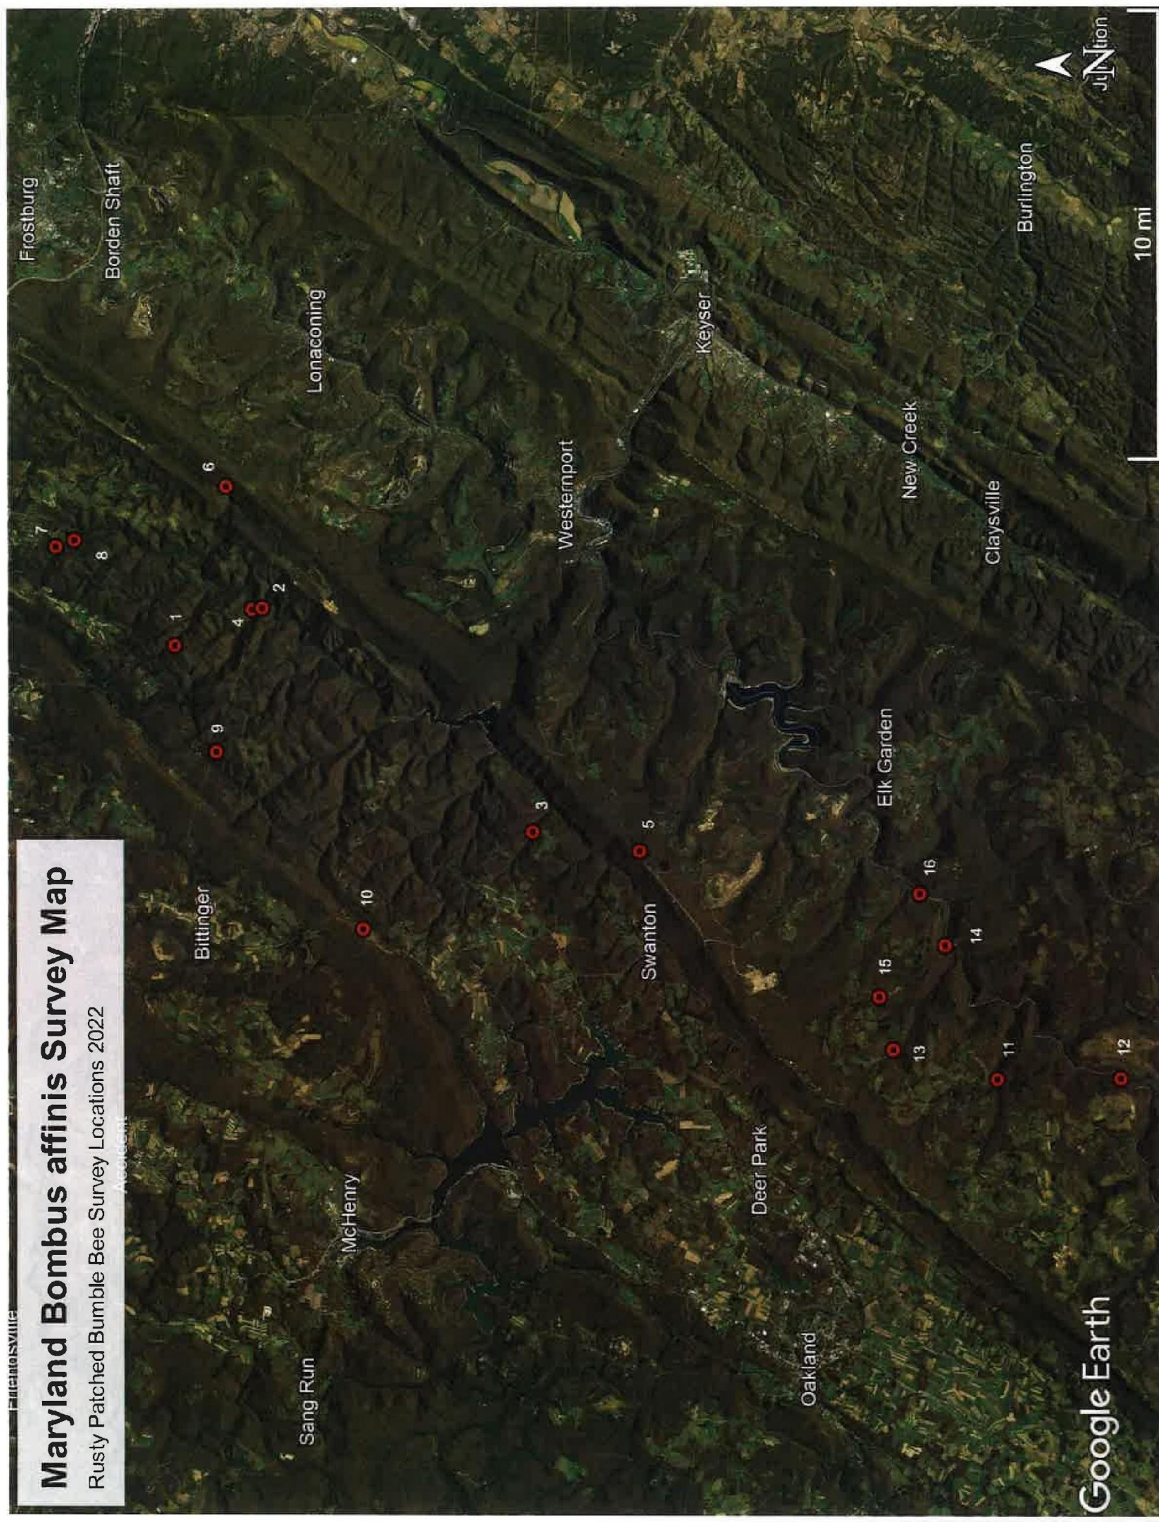 Maryland Bombus affinis Survey Map
Rusty Patched Bumble Bee Survey Locations 2022
Friendsville
Frostburg
7
8
Borden Shaft
Accident
1
Bittinger
6
9
4
2
Sang Run
Lonaconing
McHenry
10
3
Westernport
5
Swanton
Keyser
Deer Park
Oakland
Elk Garden
15
New Creek
13
16
14
Claysville
11
Burlington
Google Earth
N
12
10 mi